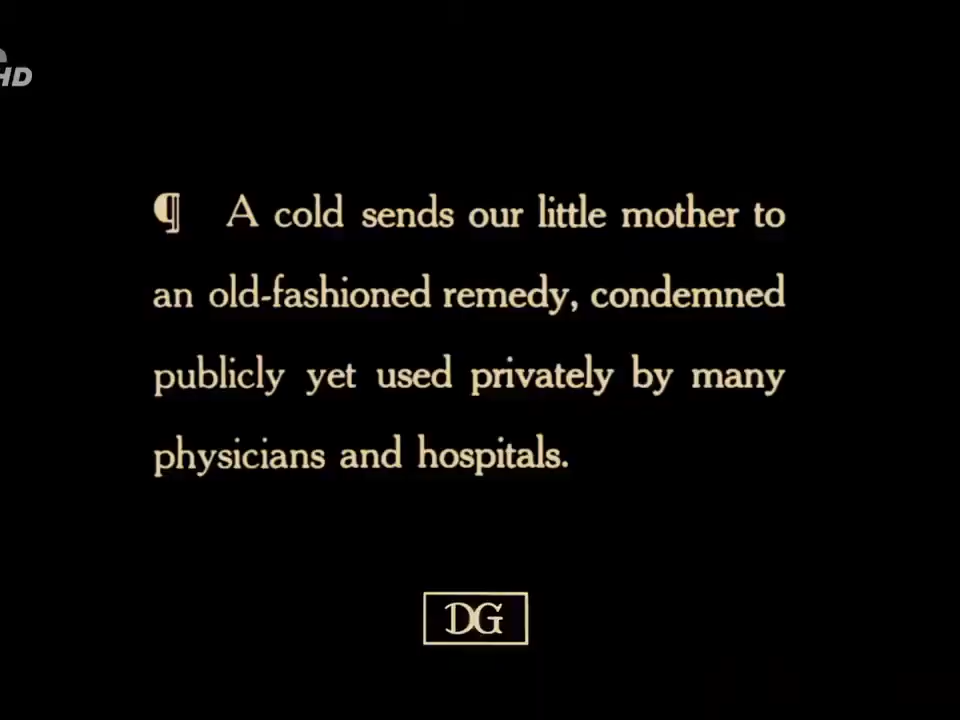 HD
¶ A cold sends our little mother to
an old-fashioned remedy, condemned
publicly yet used privately by many
physicians and hospitals.
DG